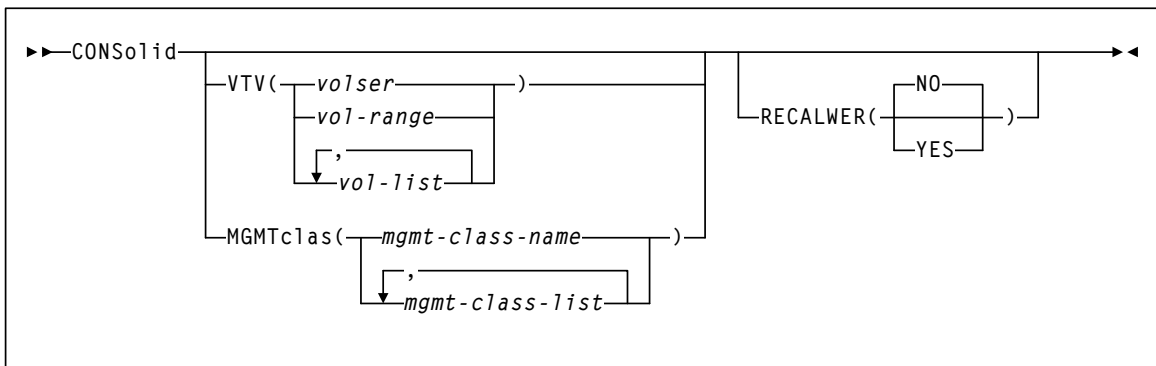 CONSolid
VTV( volser )
vol-range
,
vol-list
MGMTclas( mgmt-class-name )
,
mgmt-class-list
NO
RECALWER( )
YES